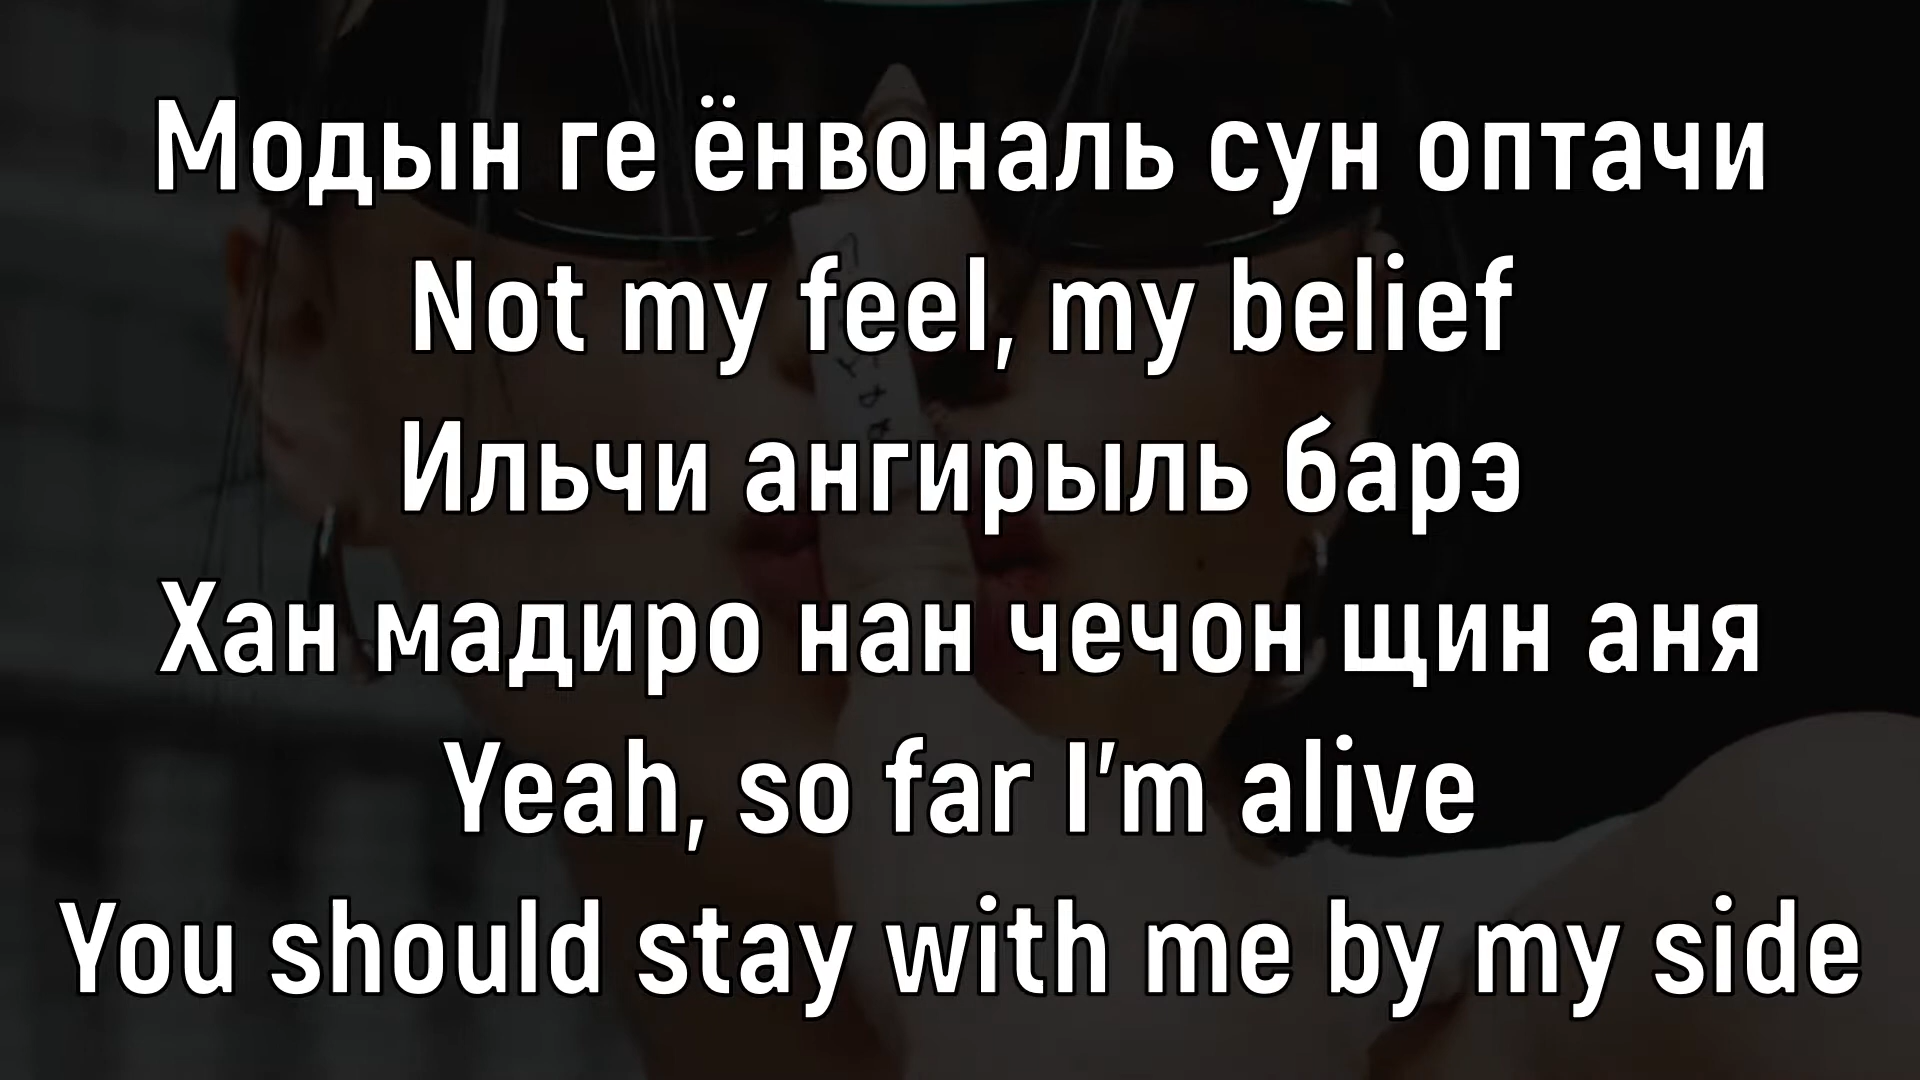 Модын ге ёнвональ сун оптачи
Not my feel, my belief
Ильчи ангирыль барэ
Хан мадиро нан чечон щин аня
Yeah, so far I'm alive
You should stay with me by my side